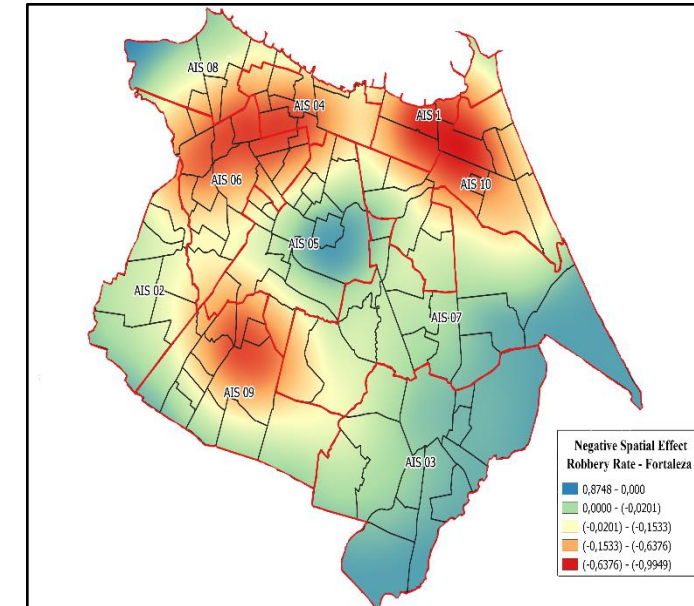 AIS 08
AIS 04
AIS 1
AIS 06
AIS 10
AIS 05
AIS 02
AIS 07
AIS 09
AIS 03
Negative Spatial Effect
Robbery Rate - Fortaleza
0,8748 - 0,000
0,0000 - (-0,0201)
(-0,0201) - (-0,1533)
(-0,1533) - (-0,6376)
(-0,6376) - (-0,9949)